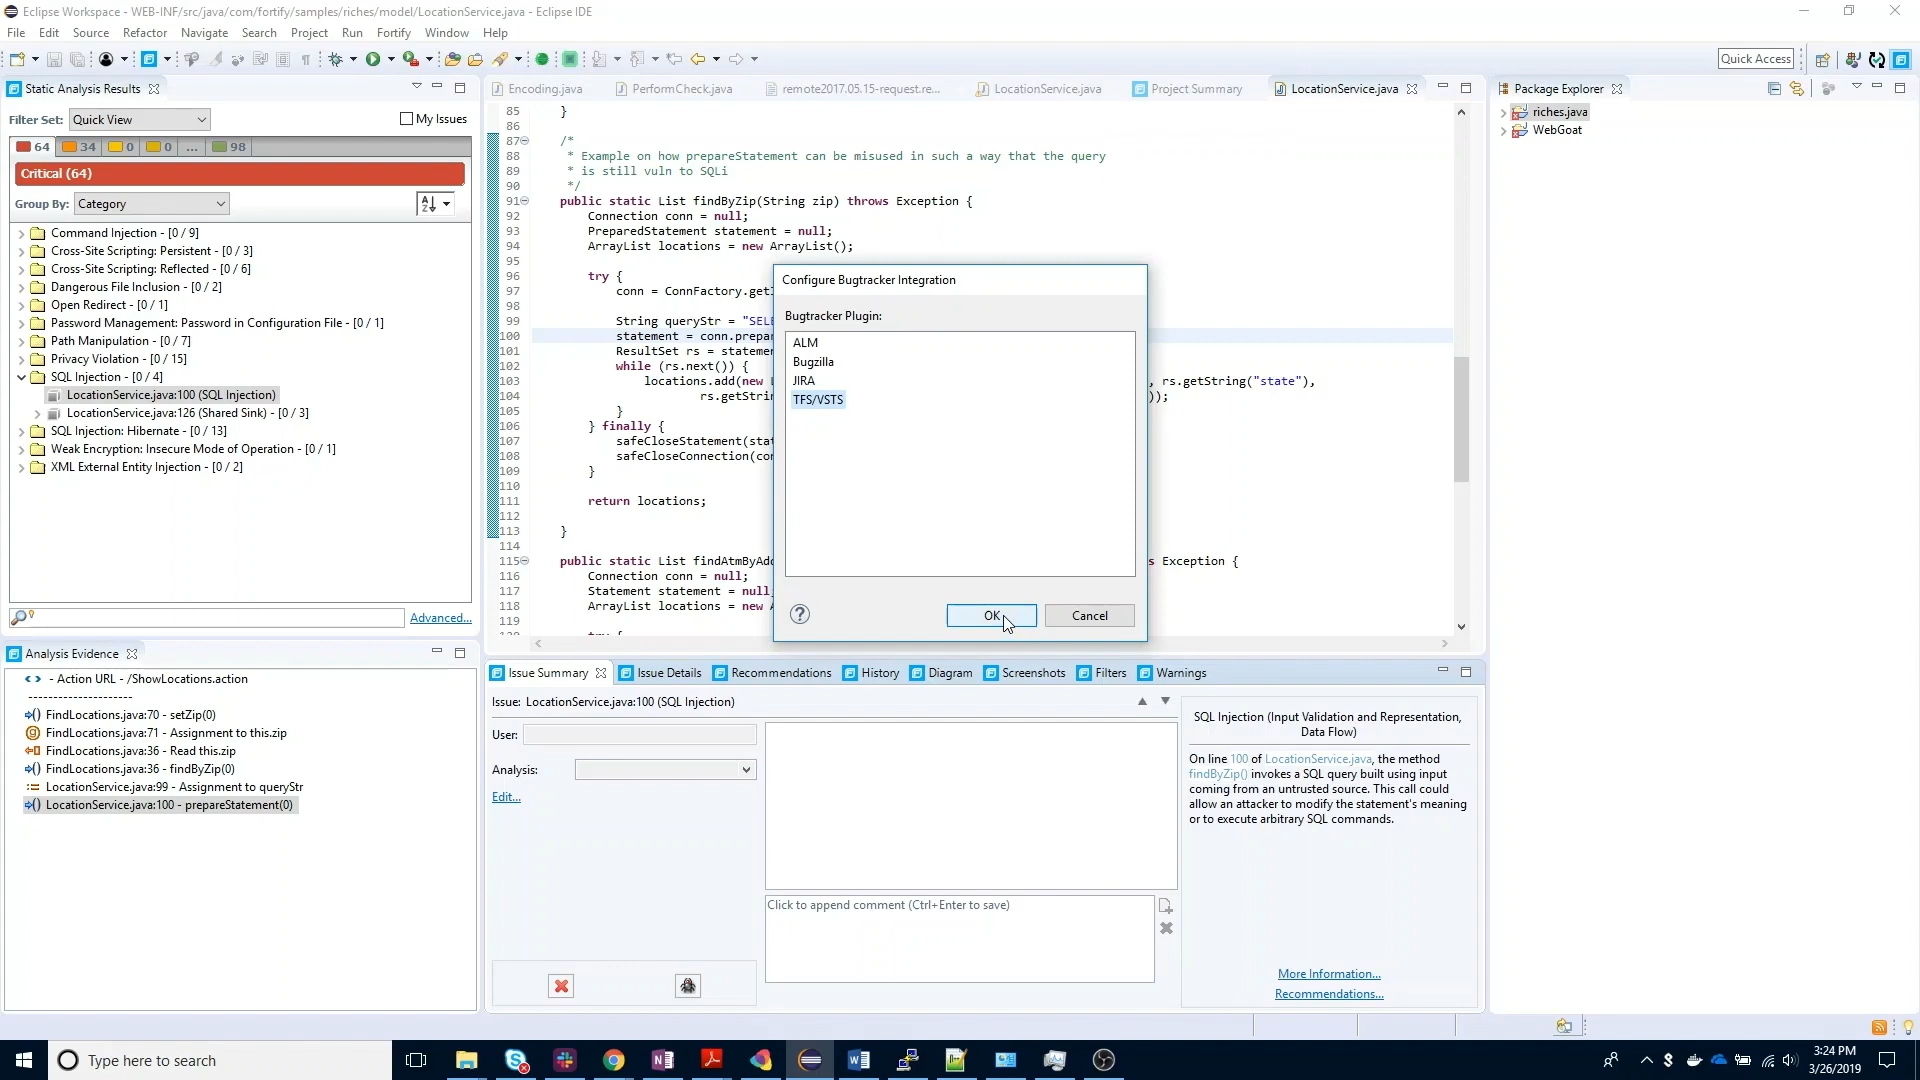 Eclipse Workspace - WEB-INF/src/java/com/fortify/samples/riches/model/LocationService.java - Eclipse IDE
File Edit Source Refactor Navigate Search Project Run Fortify Window Help
Quick Access
Static Analysis Results
Filter Set: Quick View
My Issues
64 34 0 0 ... 98
Critical (64)
Group By: Category
Command Injection - [0 / 9]
Cross-Site Scripting: Persistent - [0 / 3]
Cross-Site Scripting: Reflected - [0 / 6]
Dangerous File Inclusion - [0 / 2]
Open Redirect - [0 / 1]
Password Management: Password in Configuration File - [0 / 1]
Path Manipulation - [0 / 7]
Privacy Violation - [0 / 15]
SQL Injection - [0 / 4]
LocationService.java:100 (SQL Injection)
LocationService.java:126 (Shared Sink) - [0 / 3]
SQL Injection: Hibernate - [0 / 13]
Weak Encryption: Insecure Mode of Operation - [0 / 1]
XML External Entity Injection - [0 / 2]
Advanced...
Analysis Evidence
- Action URL - /ShowLocations.action
----------------------
FindLocations.java:70 - setZip(0)
FindLocations.java:71 - Assignment to this.zip
FindLocations.java:36 - Read this.zip
FindLocations.java:36 - findByZip(0)
LocationService.java:99 - Assignment to queryStr
LocationService.java:100 - prepareStatement(0)
Encoding.java PerformCheck.java remote2017.05.15-request.re... LocationService.java Project Summary LocationService.java
85 }
86
87 /*
88 * Example on how prepareStatement can be misused in such a way that the query
89 * is still vuln to SQLi
90 */
91 public static List findByZip(String zip) throws Exception {
92 Connection conn = null;
93 PreparedStatement statement = null;
94 ArrayList locations = new ArrayList();
95
96 try {
97 conn = ConnFactory.getI
98
99 String queryStr = "SELE
100 statement = conn.prepar
101 ResultSet rs = statemen
102 while (rs.next()) {
103 locations.add(new L , rs.getString("state"),
104 rs.getStrin ));
105 }
106 } finally {
107 safeCloseStatement(stat
108 safeCloseConnection(con
109 }
110
111 return locations;
112
113 }
114
115 public static List findAtmByAdd s Exception {
116 Connection conn = null;
117 Statement statement = null;
118 ArrayList locations = new A
119
120 try {
Configure Bugtracker Integration
Bugtracker Plugin:
ALM
Bugzilla
JIRA
TFS/VSTS
OK Cancel
Issue Summary Issue Details Recommendations History Diagram Screenshots Filters Warnings
Issue: LocationService.java:100 (SQL Injection)
User:
Analysis:
Edit...
Click to append comment (Ctrl+Enter to save)
SQL Injection (Input Validation and Representation,
Data Flow)
On line 100 of LocationService.java, the method
findByZip() invokes a SQL query built using input
coming from an untrusted source. This call could
allow an attacker to modify the statement's meaning
or to execute arbitrary SQL commands.
More Information...
Recommendations...
Package Explorer
riches.java
WebGoat
Type here to search
3:24 PM
3/26/2019